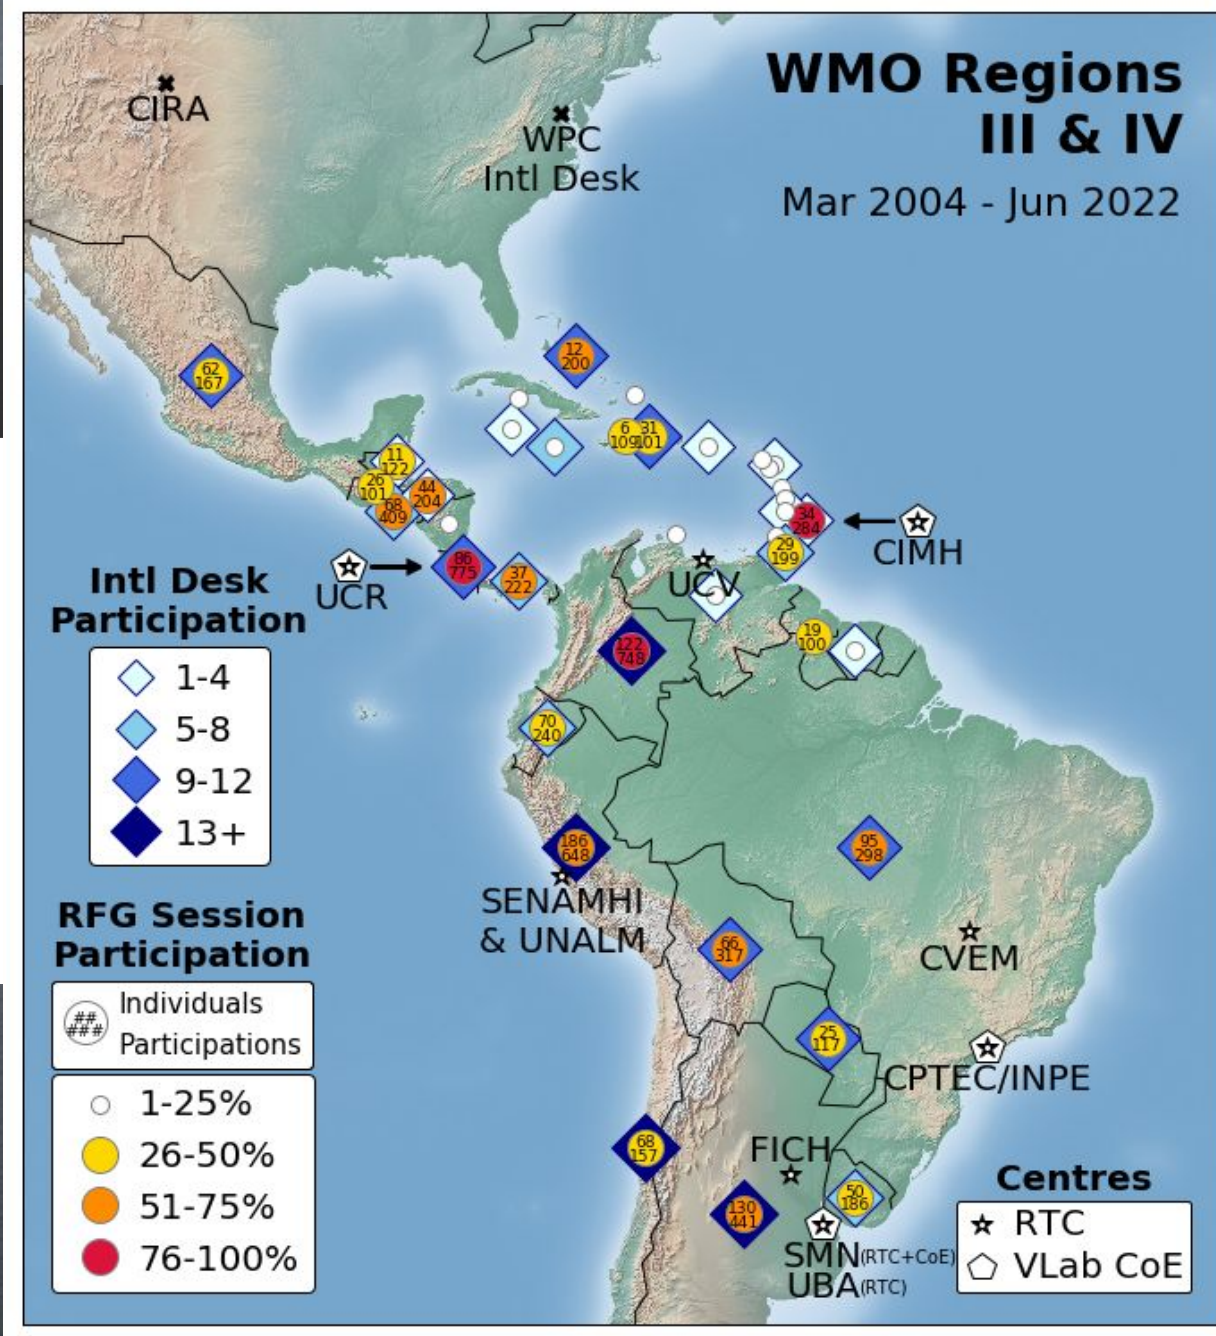 WMO Regions
III & IV
Mar 2004 - Jun 2022
CIRA
WPC
Intl Desk
62
167
12
200
6
109
31
101
11
122
26
101
44
204
68
409
34
284
CIMH
29
199
UCR
86
775
37
222
UCV
19
100
122
748
70
240
186
648
SENAMHI
& UNALM
95
298
66
317
CVEM
25
117
CPTEC/INPE
68
157
FICH
130
441
50
186
SMN(RTC+CoE)
UBA(RTC)
Intl Desk
Participation
1-4
5-8
9-12
13+
RFG Session
Participation
##
###
Individuals
Participations
1-25%
26-50%
51-75%
76-100%
Centres
RTC
VLab CoE